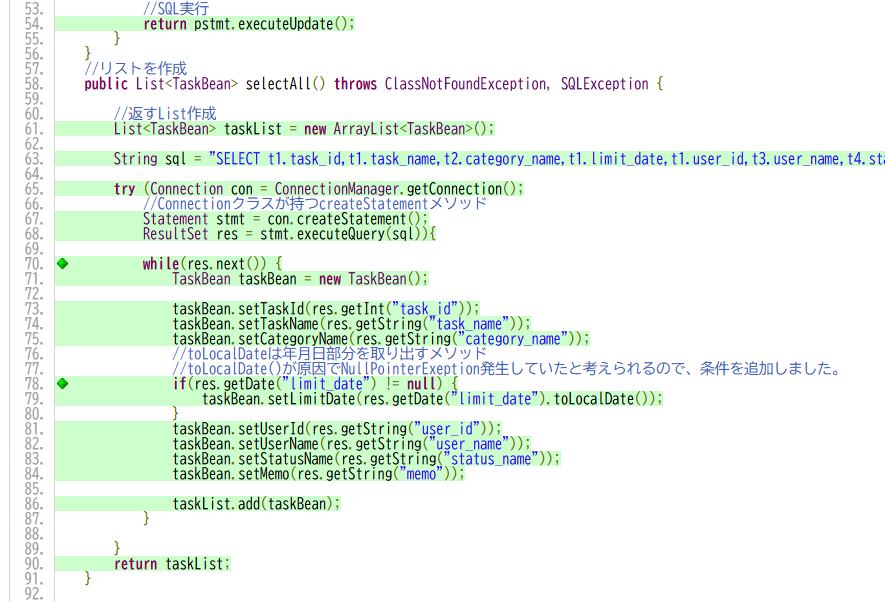 53. //SQL実行
54. return pstmt.executeUpdate();
55. }
56. }
57. //リストを作成
58. public List<TaskBean> selectAll() throws ClassNotFoundException, SQLException {
59.
60. //返すList作成
61. List<TaskBean> taskList = new ArrayList<TaskBean>();
62.
63. String sql = "SELECT t1.task_id,t1.task_name,t2.category_name,t1.limit_date,t1.user_id,t3.user_name,t4.sta
64.
65. try (Connection con = ConnectionManager.getConnection();
66. //Connectionクラスが持つcreateStatementメソッド
67. Statement stmt = con.createStatement();
68. ResultSet res = stmt.executeQuery(sql)){
69.
70. while(res.next()) {
71. TaskBean taskBean = new TaskBean();
72.
73. taskBean.setTaskId(res.getInt("task_id"));
74. taskBean.setTaskName(res.getString("task_name"));
75. taskBean.setCategoryName(res.getString("category_name"));
76. //toLocalDateは年月日部分を取り出すメソッド
77. //toLocalDate()が原因でNullPointerExeption発生していたと考えられるので、条件を追加しました。
78. if(res.getDate("limit_date") != null) {
79. taskBean.setLimitDate(res.getDate("limit_date").toLocalDate());
80. }
81. taskBean.setUserId(res.getString("user_id"));
82. taskBean.setUserName(res.getString("user_name"));
83. taskBean.setStatusName(res.getString("status_name"));
84. taskBean.setMemo(res.getString("memo"));
85.
86. taskList.add(taskBean);
87. }
88.
89. }
90. return taskList;
91. }
92.